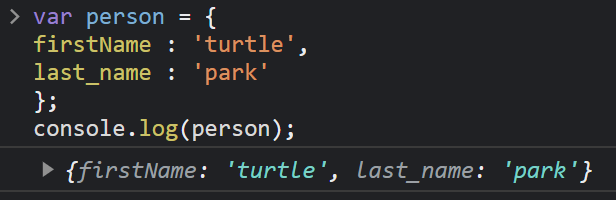 var person = {
firstName : 'turtle',
last_name : 'park'
};
console.log(person);
{firstName: 'turtle', last_name: 'park'}